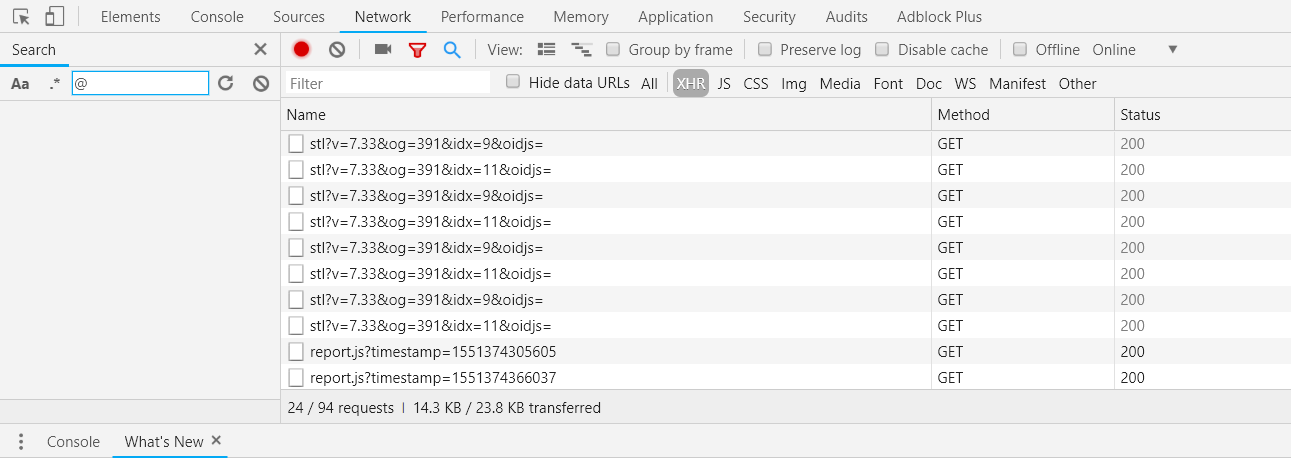 Elements Console Sources Network Performance Memory Application Security Audits Adblock Plus
Search
View: Group by frame Preserve log Disable cache Offline Online
Aa .* @
Filter Hide data URLs All XHR JS CSS Img Media Font Doc WS Manifest Other
Name Method Status
stl?v=7.33&og=391&idx=9&oidjs= GET 200
stl?v=7.33&og=391&idx=11&oidjs= GET 200
stl?v=7.33&og=391&idx=9&oidjs= GET 200
stl?v=7.33&og=391&idx=11&oidjs= GET 200
stl?v=7.33&og=391&idx=9&oidjs= GET 200
stl?v=7.33&og=391&idx=11&oidjs= GET 200
stl?v=7.33&og=391&idx=9&oidjs= GET 200
stl?v=7.33&og=391&idx=11&oidjs= GET 200
report.js?timestamp=1551374305605 GET 200
report.js?timestamp=1551374366037 GET 200
24 / 94 requests | 14.3 KB / 23.8 KB transferred
Console What's New